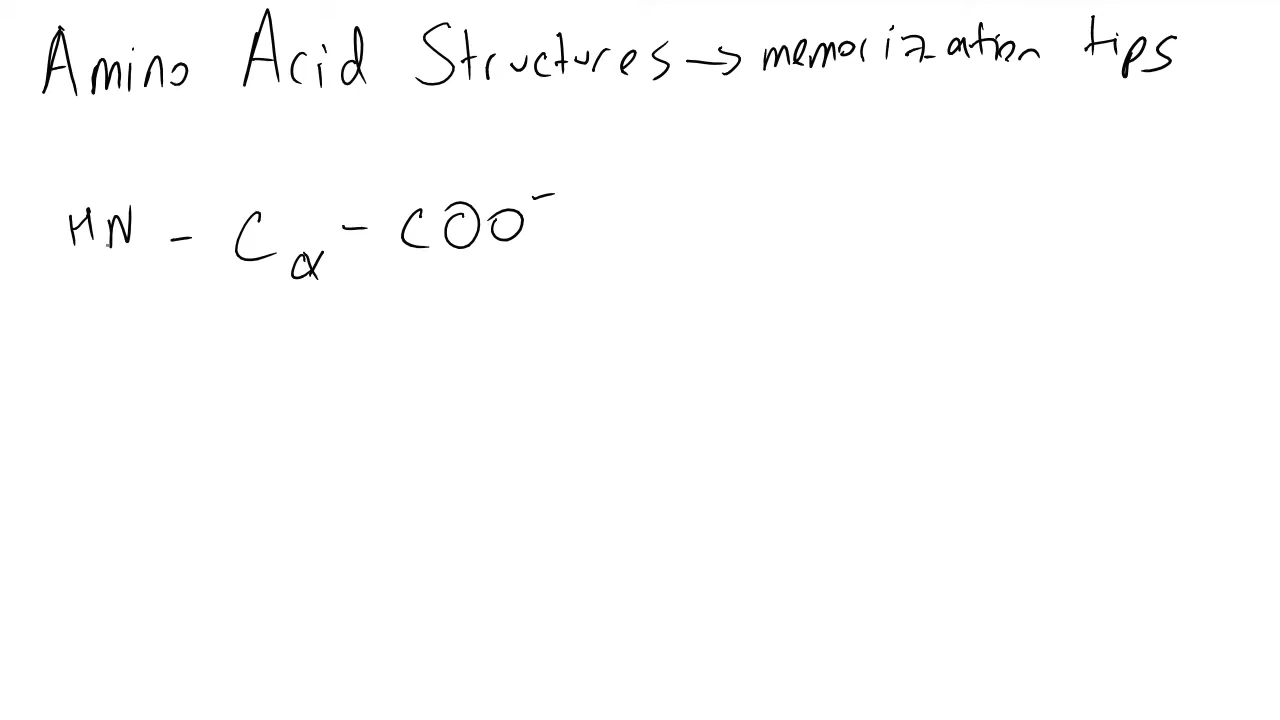 Amino Acid Structures → memorization tips
HN - Cα - COO⁻